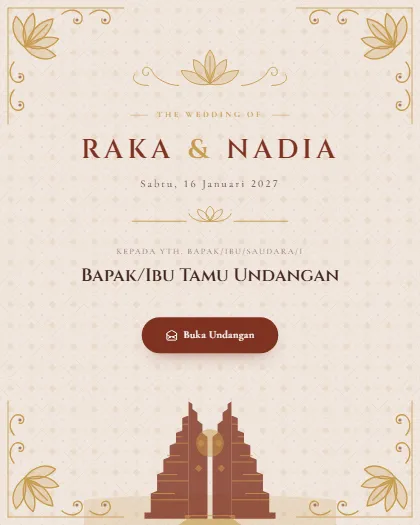 THE WEDDING OF
RAKA & NADIA
Sabtu, 16 Januari 2027
KEPADA YTH. BAPAK/IBU/SAUDARA/I
Bapak/Ibu Tamu Undangan
Buka Undangan